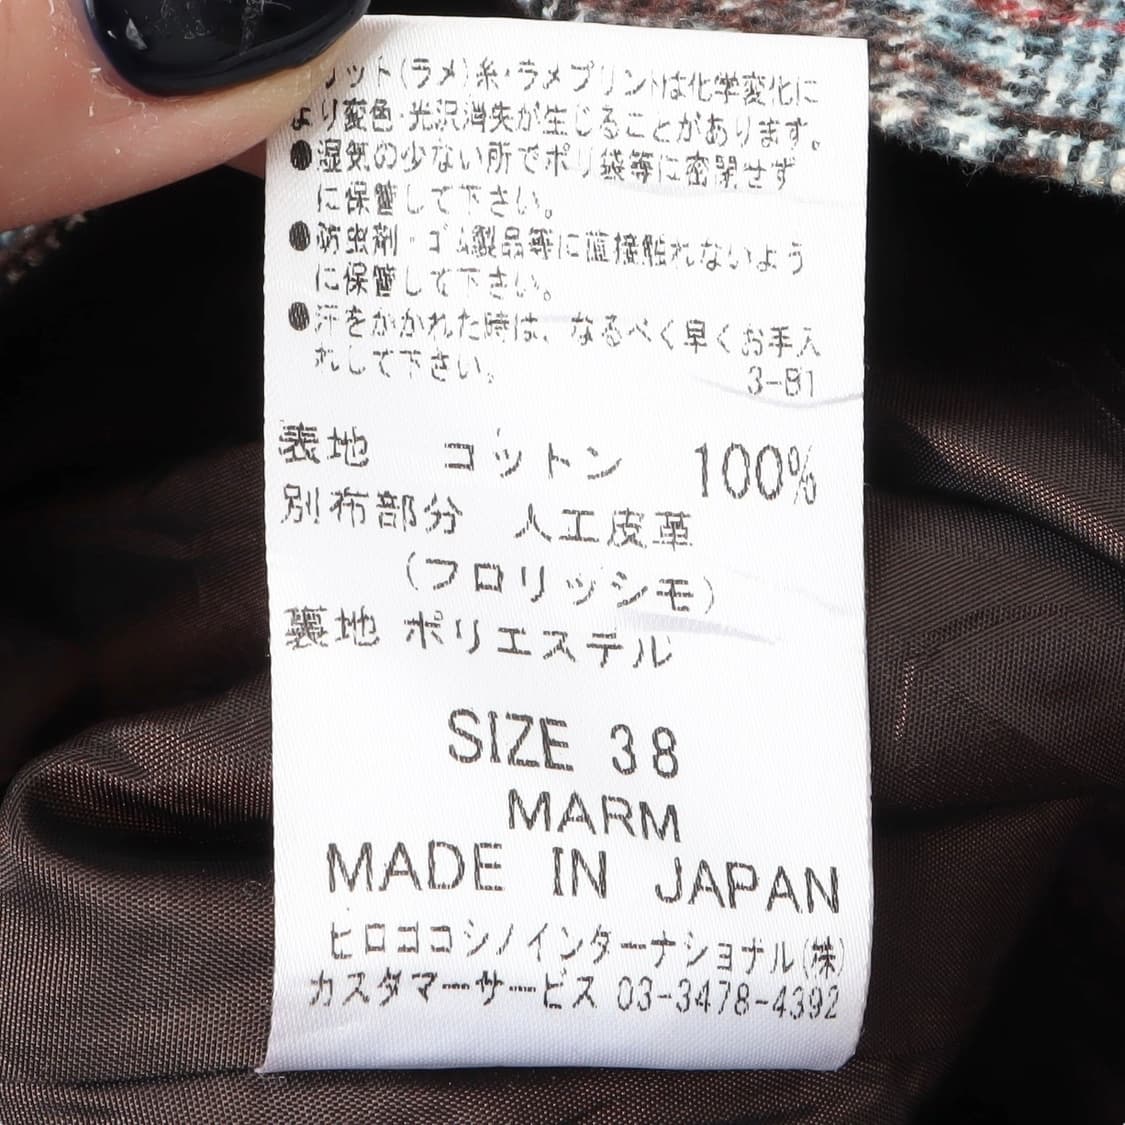 リット(ラメ)糸・ラメプリントは化学変化に
より変色・光沢消失が生じることがあります。
●湿気の少ない所でポリ袋等に密閉せず
に保管して下さい。
●防虫剤・ゴム製品等に直接触れないよう
に保管して下さい。
●汗をかかれた時は、なるべく早くお手入
れして下さい。
3-B1
表地 コットン 100%
別布部分 人工皮革
(フロリッシモ)
裏地 ポリエステル
SIZE 38
MARM
MADE IN JAPAN
ヒロココシノインターナショナル(株)
カスタマーサービス 03-3478-4392